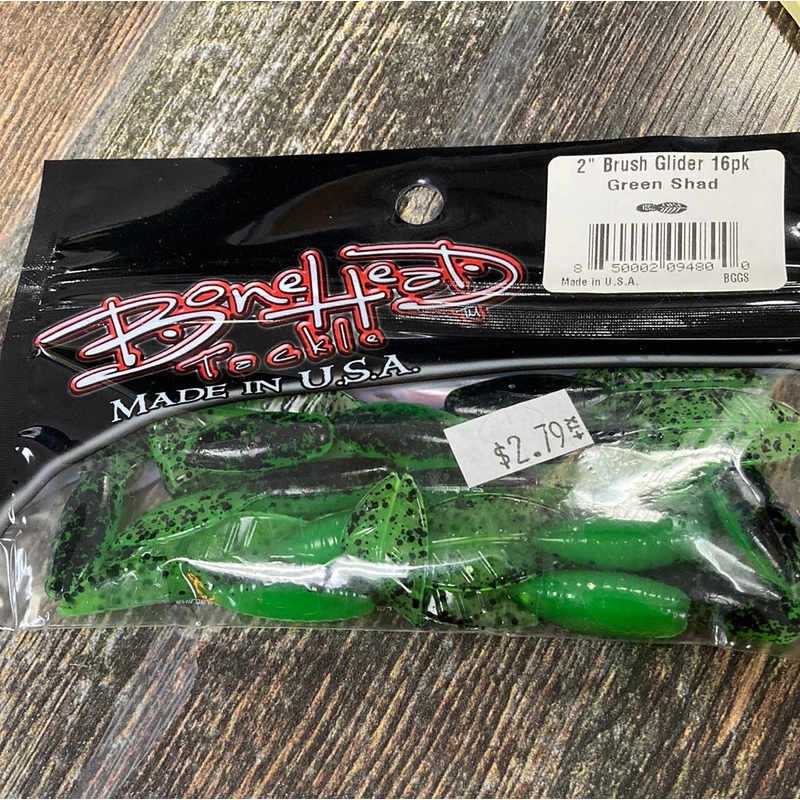 2" Brush Glider 16pk
Green Shad
8 50002 09480 0
Made in U.S.A. BGGS
BoneHead
TM
Tackle
MADE IN U.S.A.
$2.79